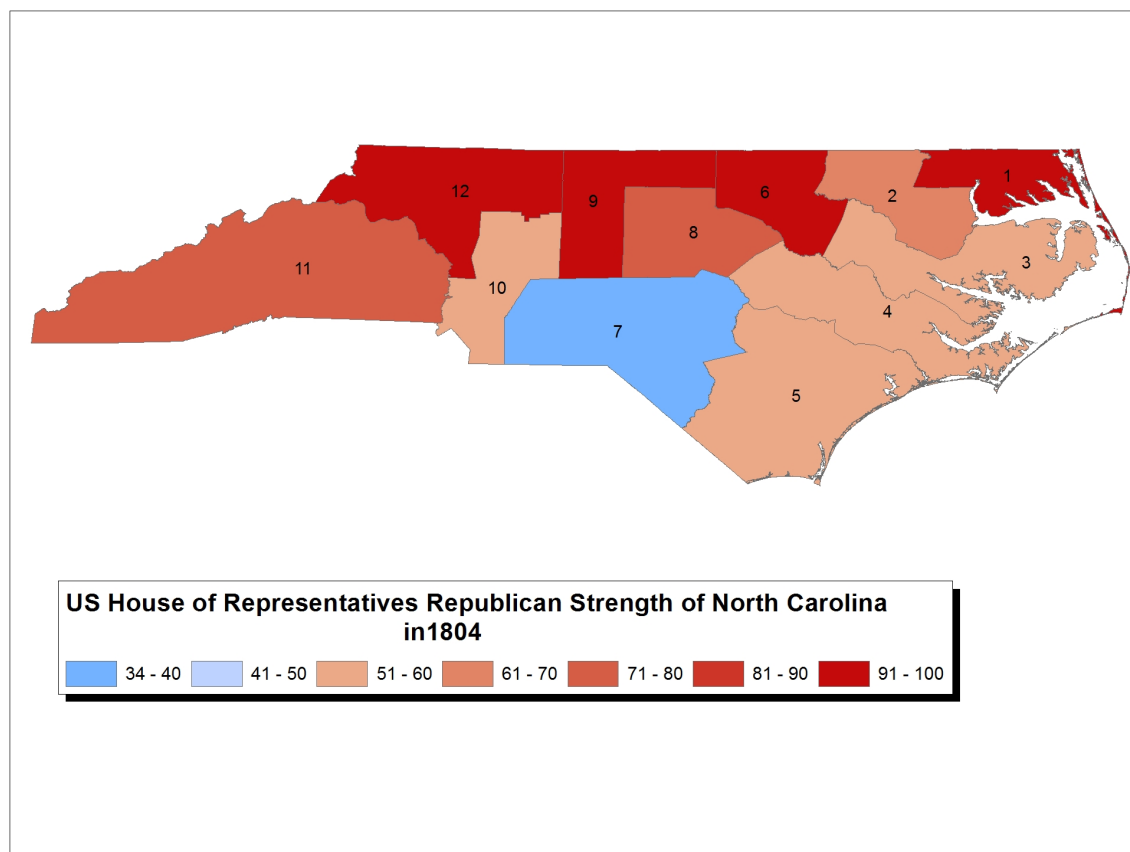 1
2
6
12
9
8
3
11
10
4
7
5
US House of Representatives Republican Strength of North Carolina
in1804
34 - 40
41 - 50
51 - 60
61 - 70
71 - 80
81 - 90
91 - 100